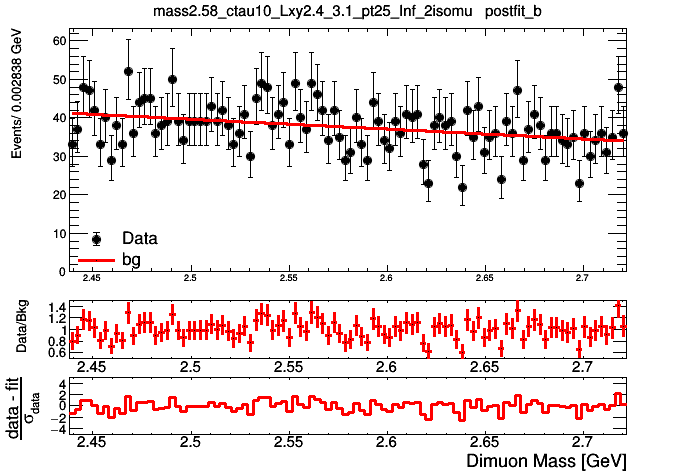 mass2.58_ctau10_Lxy2.4_3.1_pt25_Inf_2isomu postfit_b
Events/ 0.002838 GeV
60
50
40
30
20
10
0
Data
bg
2.45 2.5 2.55 2.6 2.65 2.7
Data/Bkg
1.4
1.2
1
0.8
0.6
2.45 2.5 2.55 2.6 2.65 2.7
data - fit
σdata
4
2
0
−2
−4
2.45 2.5 2.55 2.6 2.65 2.7
Dimuon Mass [GeV]